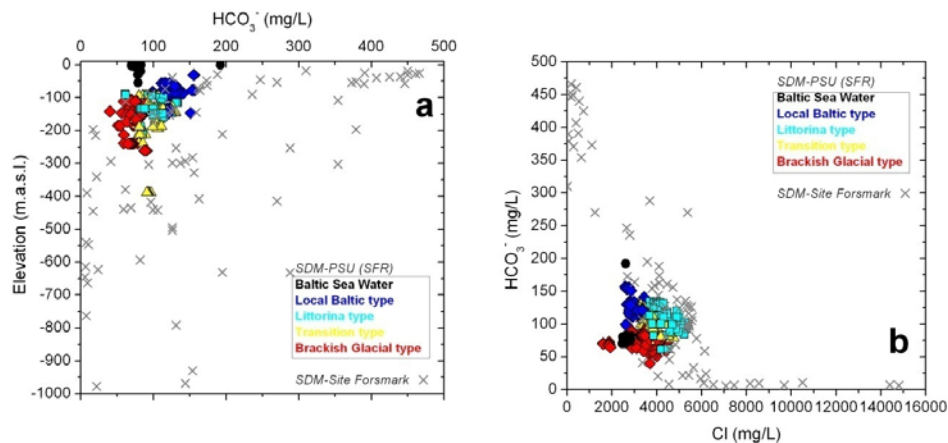 HCO₃⁻ (mg/L)
0 100 200 300 400 500
0
-100
-200
-300
-400
-500
-600
-700
-800
-900
-1000
Elevation (m.a.s.l.)
a
SDM-PSU (SFR)
Baltic Sea Water
Local Baltic type
Littorina type
Transition type
Brackish Glacial type
SDM-Site Forsmark
500
450
400
350
300
250
200
150
100
50
0
HCO₃⁻ (mg/L)
SDM-PSU (SFR)
Baltic Sea Water
Local Baltic type
Littorina type
Transition type
Brackish Glacial type
SDM-Site Forsmark
b
0 2000 4000 6000 8000 10000 12000 14000 16000
Cl (mg/L)